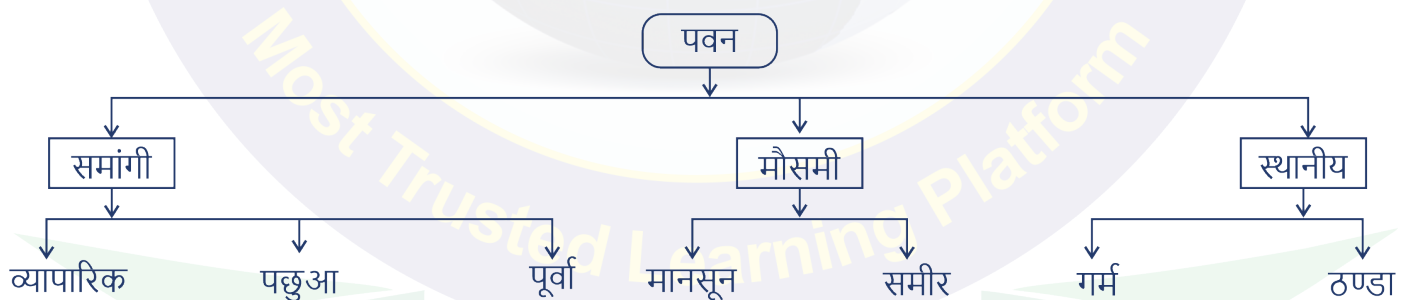 पवन
समांगी मौसमी स्थानीय
व्यापारिक पछुआ पूर्वा मानसून समीर गर्म ठण्डा
Most Trusted Learning Platform